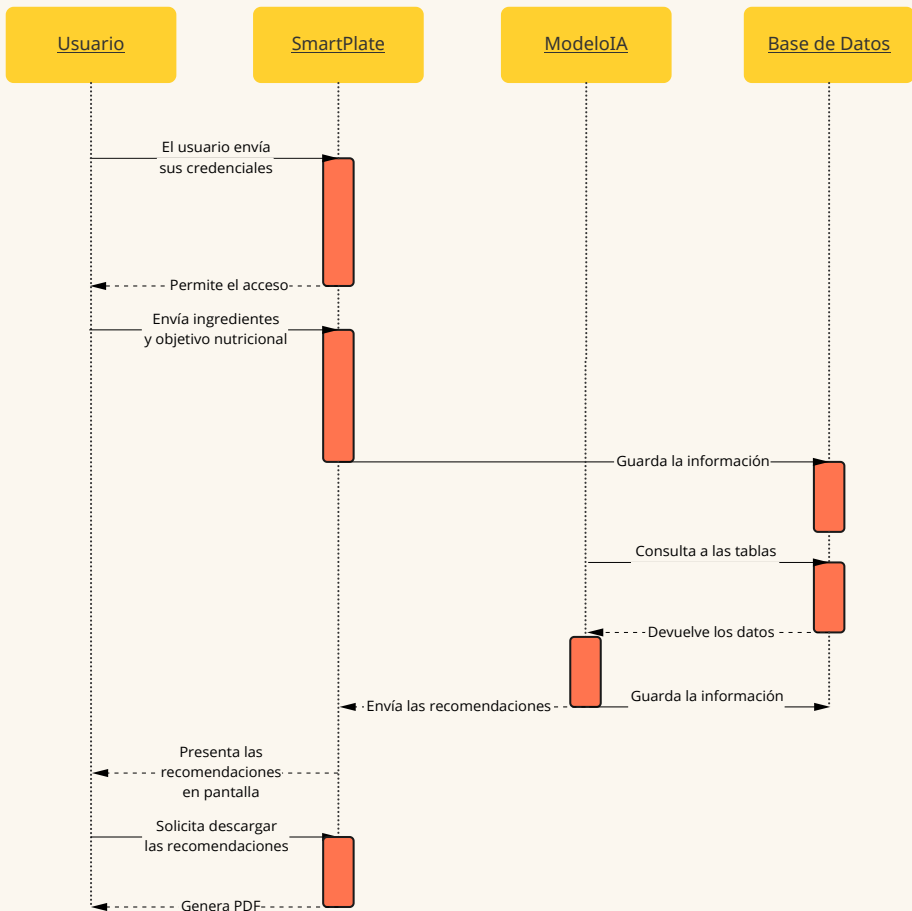 Usuario
SmartPlate
ModeloIA
Base de Datos
El usuario envía
sus credenciales
Permite el acceso
Envía ingredientes
y objetivo nutricional
Guarda la información
Consulta a las tablas
Devuelve los datos
Guarda la información
Envía las recomendaciones
Presenta las
recomendaciones
en pantalla
Solicita descargar
las recomendaciones
Genera PDF